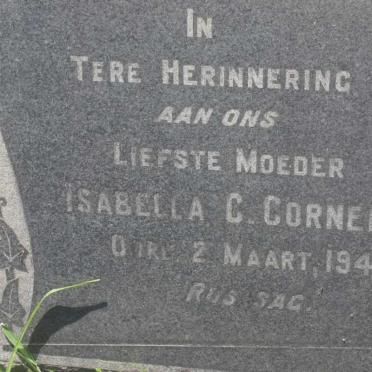 IN
TERE HERINNERING
AAN ONS
LIEFSTE MOEDER
ISABELLA C. CORNE
2 MAART, 194
RUS SAG.